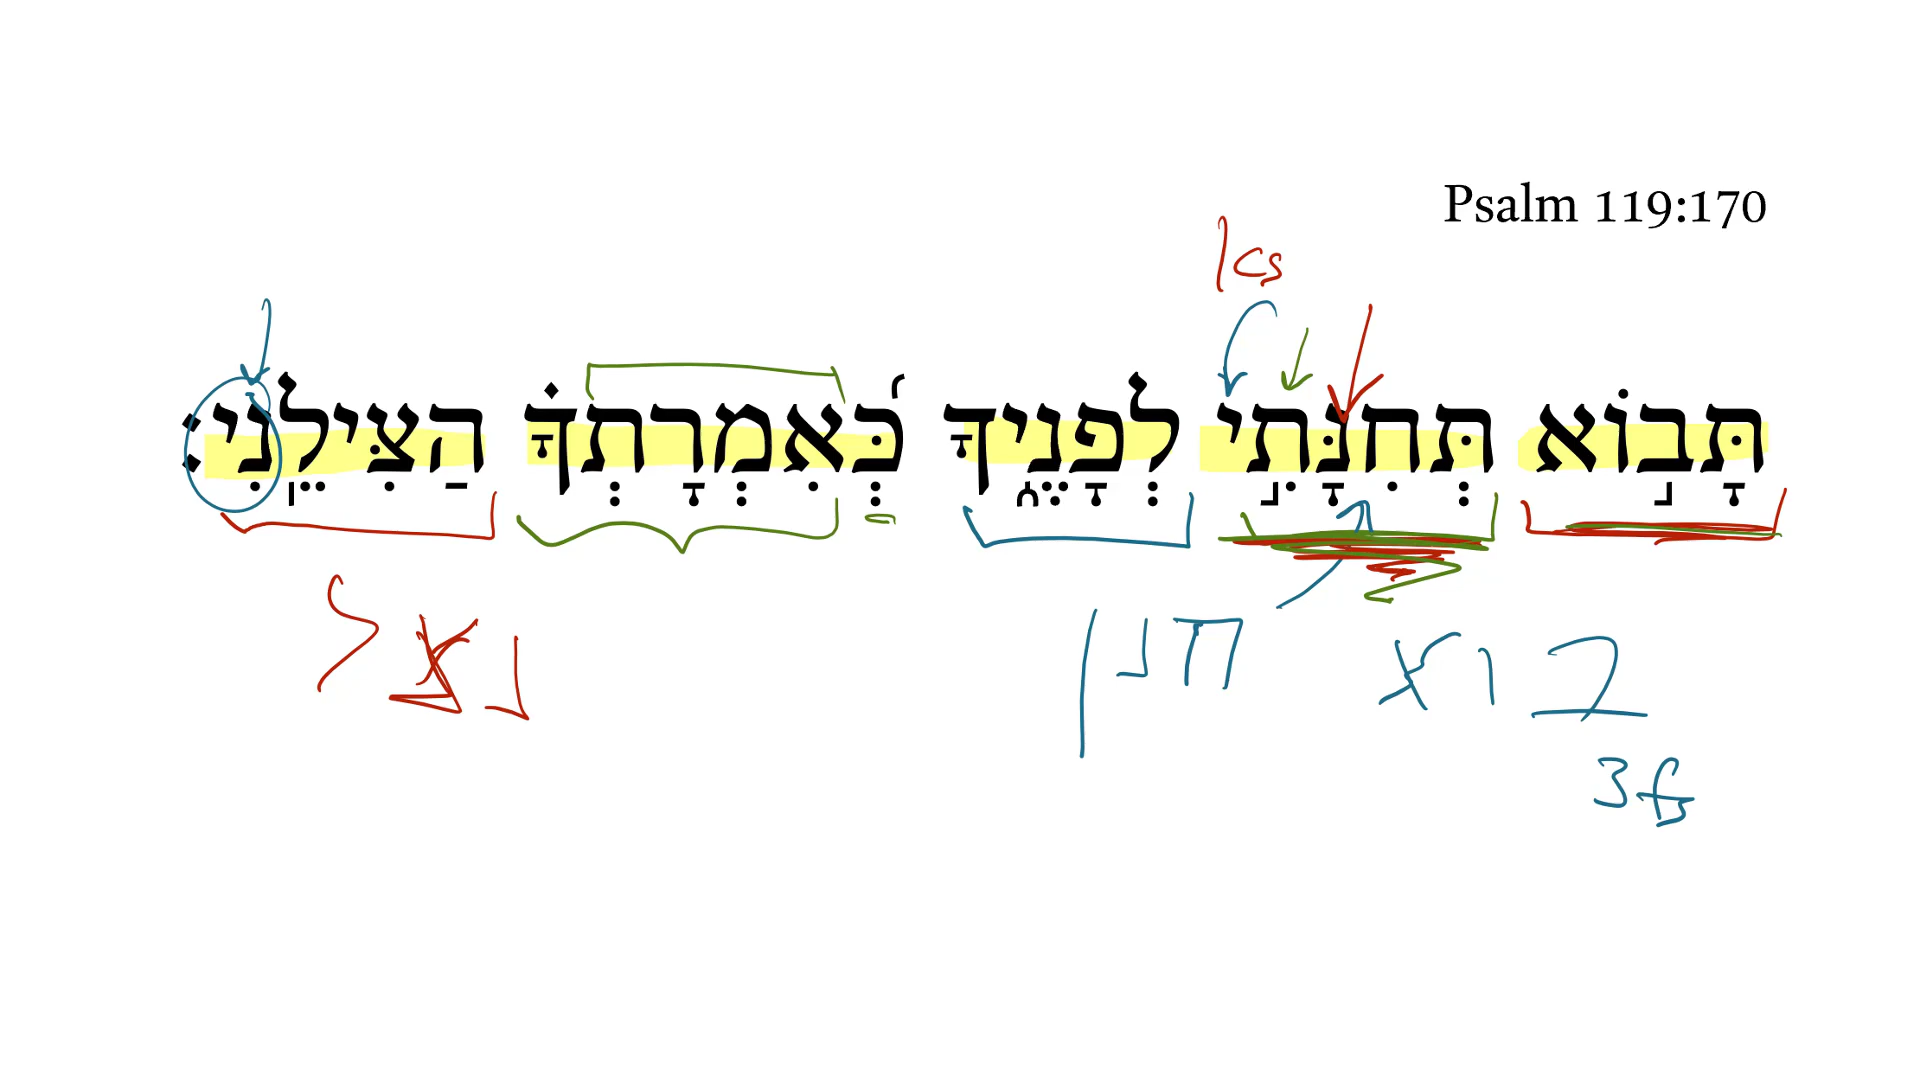 Psalm 119:170
1cs
תָּב֣וֹא תְּחִנָּתִ֣י לְפָנֶ֑יךָ כְּ֝אִמְרָתְךָ֗ הַצִּילֵֽנִי׃
בוא חנן נצל
3fs